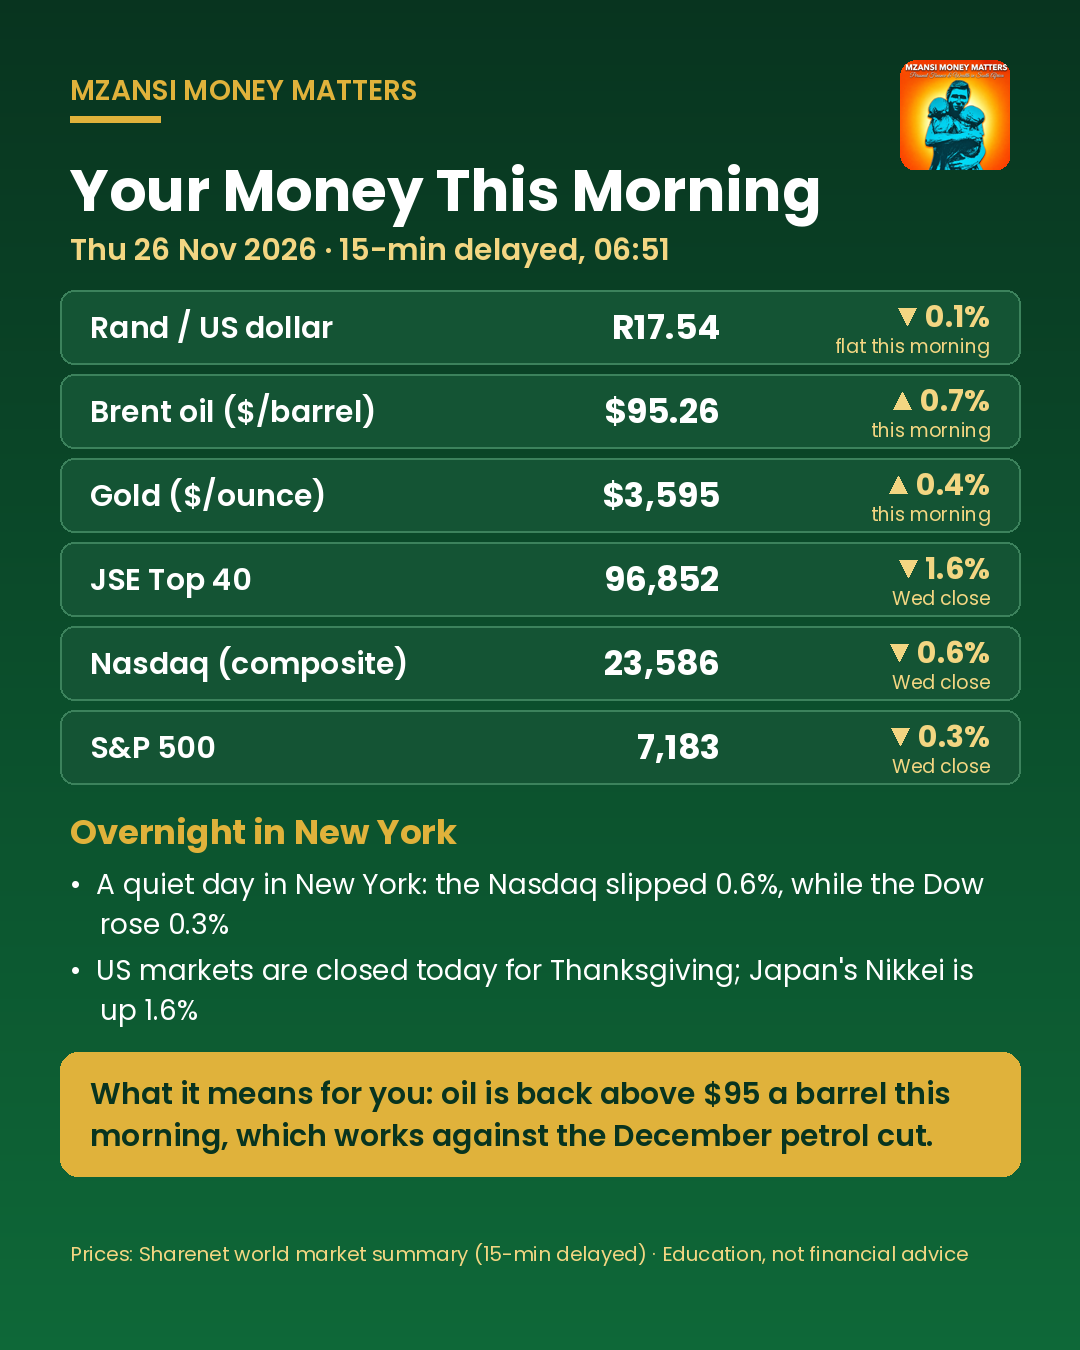 MZANSI MONEY MATTERS
MZANSI MONEY MATTERS
Your Money This Morning
Thu 26 Nov 2026 · 15-min delayed, 06:51
Rand / US dollar R17.54 ▼ 0.1%
flat this morning
Brent oil ($/barrel) $95.26 ▲ 0.7%
this morning
Gold ($/ounce) $3,595 ▲ 0.4%
this morning
JSE Top 40 96,852 ▼ 1.6%
Wed close
Nasdaq (composite) 23,586 ▼ 0.6%
Wed close
S&P 500 7,183 ▼ 0.3%
Wed close
Overnight in New York
• A quiet day in New York: the Nasdaq slipped 0.6%, while the Dow
rose 0.3%
• US markets are closed today for Thanksgiving; Japan's Nikkei is
up 1.6%
What it means for you: oil is back above $95 a barrel this
morning, which works against the December petrol cut.
Prices: Sharenet world market summary (15-min delayed) · Education, not financial advice